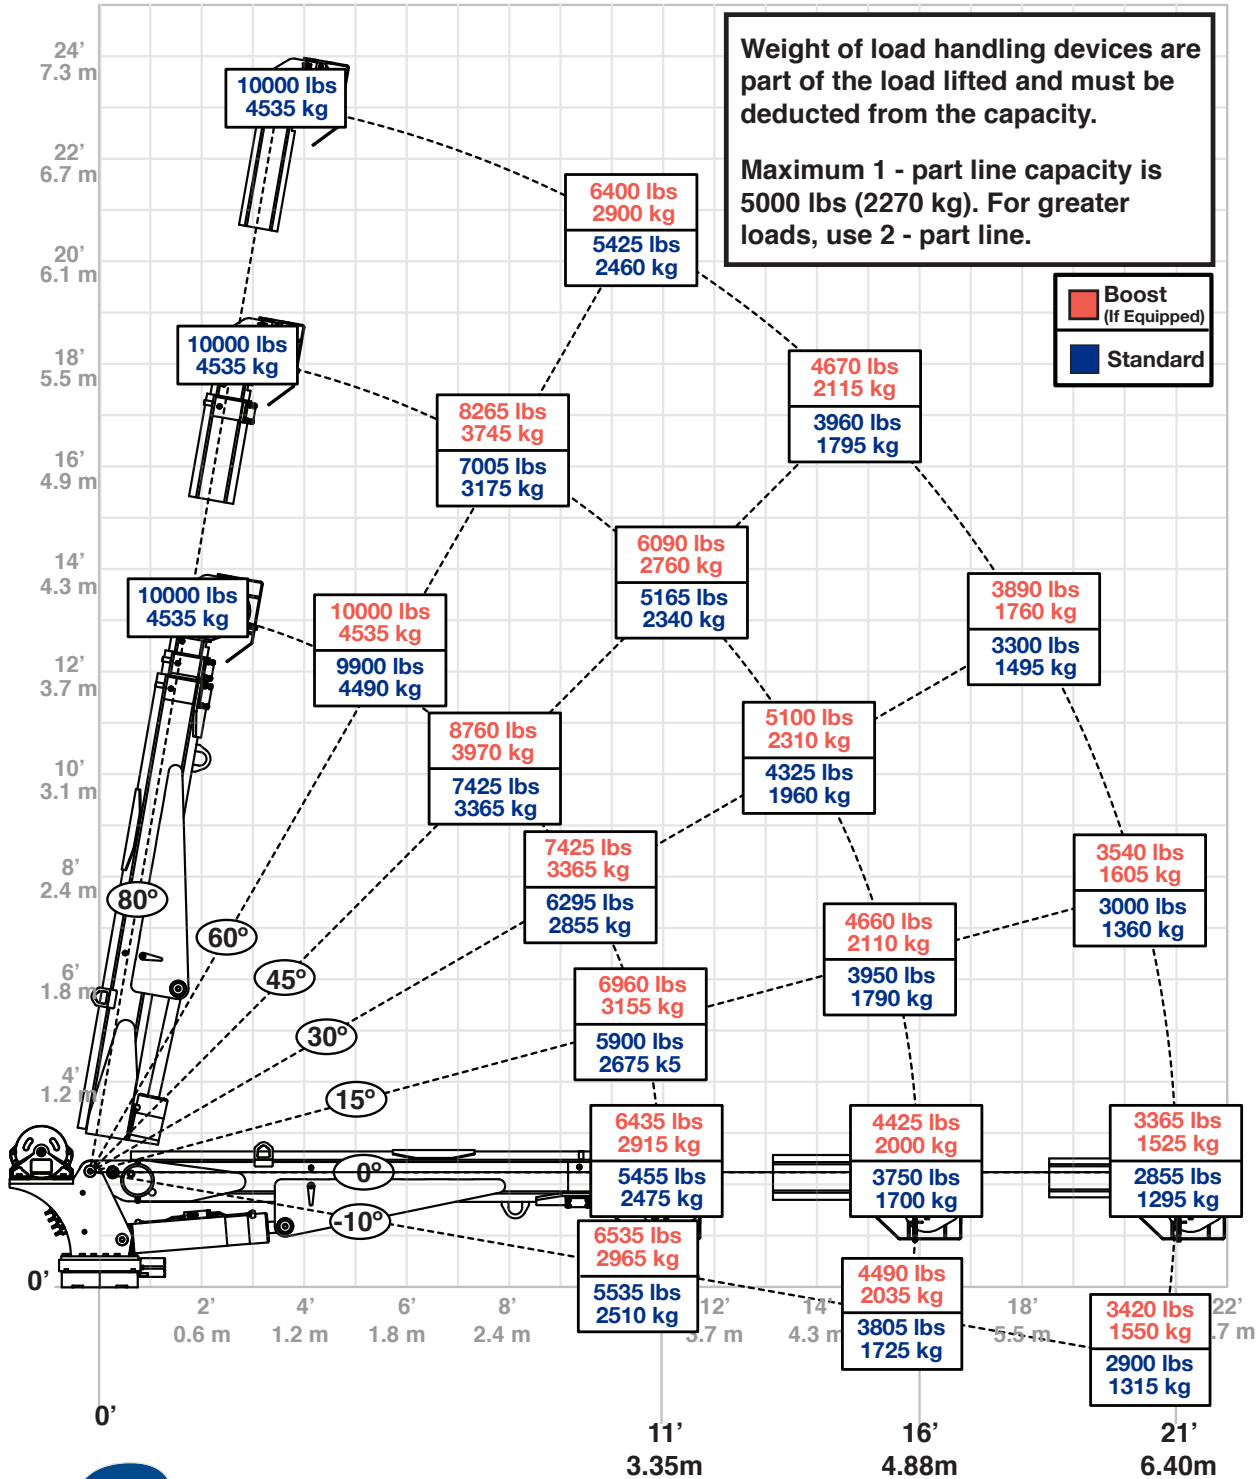 24’
7.3 m
10000 lbs
4535 kg
Weight of load handling devices are
part of the load lifted and must be
deducted from the capacity.
Maximum 1 - part line capacity is
5000 lbs (2270 kg). For greater
loads, use 2 - part line.
22’
6.7 m
6400 lbs
2900 kg
5425 lbs
2460 kg
20’
6.1 m
Boost
(If Equipped)
Standard
18’
5.5 m
10000 lbs
4535 kg
4670 lbs
2115 kg
3960 lbs
1795 kg
8265 lbs
3745 kg
7005 lbs
3175 kg
16’
4.9 m
6090 lbs
2760 kg
5165 lbs
2340 kg
14’
4.3 m
10000 lbs
4535 kg
10000 lbs
4535 kg
9900 lbs
4490 kg
3890 lbs
1760 kg
3300 lbs
1495 kg
12’
3.7 m
8760 lbs
3970 kg
7425 lbs
3365 kg
5100 lbs
2310 kg
4325 lbs
1960 kg
10’
3.1 m
7425 lbs
3365 kg
6295 lbs
2855 kg
3540 lbs
1605 kg
3000 lbs
1360 kg
8’
2.4 m
80°
60°
45°
30°
15°
0°
-10°
4660 lbs
2110 kg
3950 lbs
1790 kg
6’
1.8 m
6960 lbs
3155 kg
5900 lbs
2675 k5
4’
1.2 m
6435 lbs
2915 kg
5455 lbs
2475 kg
4425 lbs
2000 kg
3750 lbs
1700 kg
3365 lbs
1525 kg
2855 lbs
1295 kg
6535 lbs
2965 kg
5535 lbs
2510 kg
4490 lbs
2035 kg
3805 lbs
1725 kg
3420 lbs
1550 kg
2900 lbs
1315 kg
0’
2’ 4’ 6’ 8’ 12’ 14’ 18’ 22’
0.6 m 1.2 m 1.8 m 2.4 m 3.7 m 4.3 m 5.5 m .7 m
0’
11’ 16’ 21’
3.35m 4.88m 6.40m